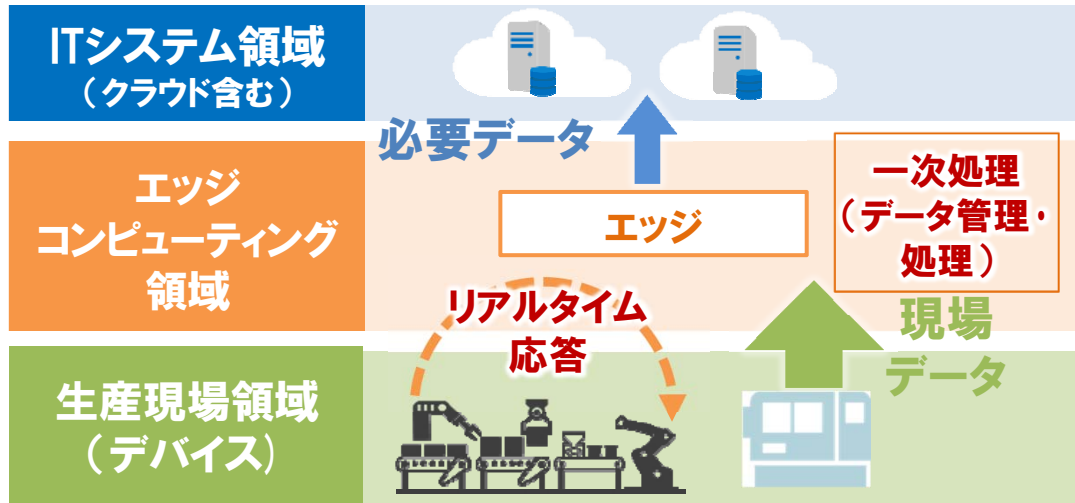 ITシステム領域
（クラウド含む）
必要データ
エッジ
コンピューティング
領域
エッジ
一次処理
（データ管理・
処理）
リアルタイム
応答
現場
データ
生産現場領域
（デバイス）